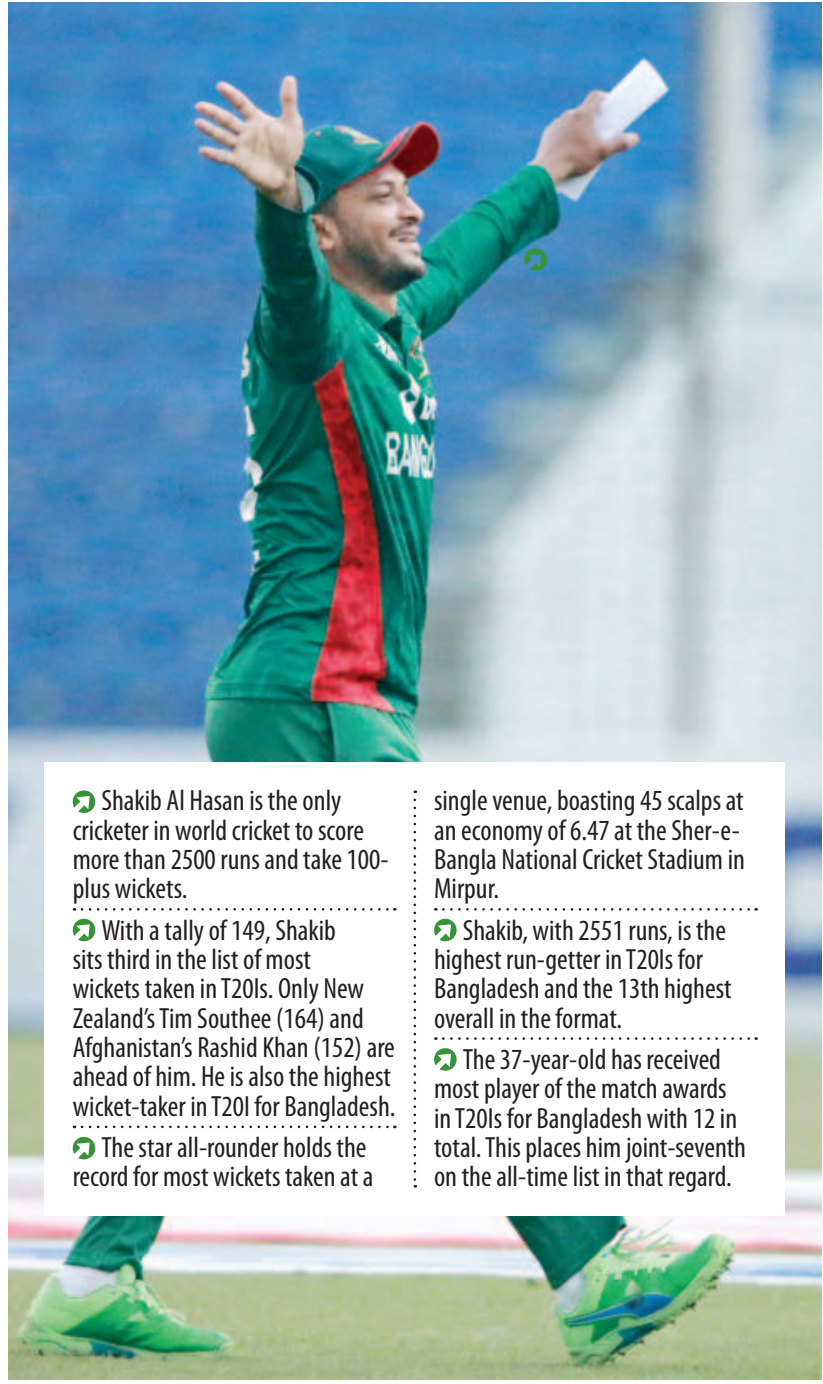 BANG
Shakib Al Hasan is the only
cricketer in world cricket to score
more than 2500 runs and take 100-
plus wickets.
With a tally of 149, Shakib
sits third in the list of most
wickets taken in T20Is. Only New
Zealand’s Tim Southee (164) and
Afghanistan’s Rashid Khan (152) are
ahead of him. He is also the highest
wicket-taker in T20I for Bangladesh.
The star all-rounder holds the
record for most wickets taken at a
single venue, boasting 45 scalps at
an economy of 6.47 at the Sher-e-
Bangla National Cricket Stadium in
Mirpur.
Shakib, with 2551 runs, is the
highest run-getter in T20Is for
Bangladesh and the 13th highest
overall in the format.
The 37-year-old has received
most player of the match awards
in T20Is for Bangladesh with 12 in
total. This places him joint-seventh
on the all-time list in that regard.